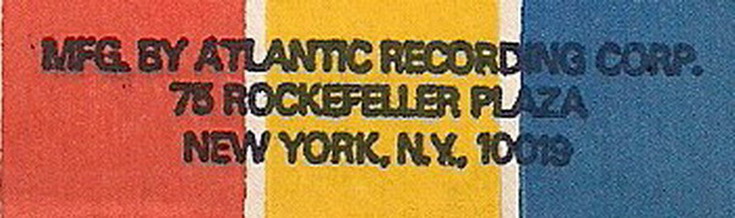 MFG. BY ATLANTIC RECORDING CORP.
75 ROCKEFELLER PLAZA
NEW YORK, N.Y., 10019